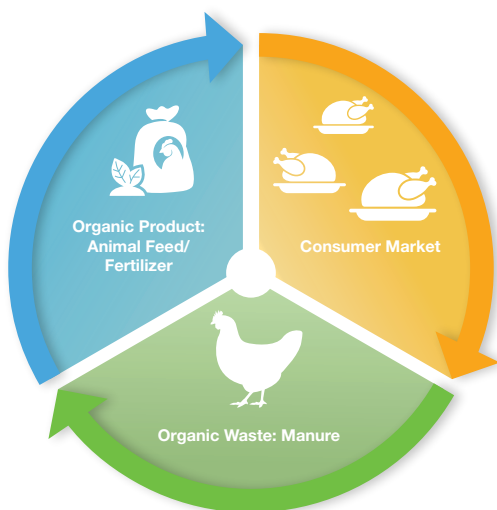 Organic Product:
Animal Feed/
Fertilizer
Consumer Market
Organic Waste: Manure